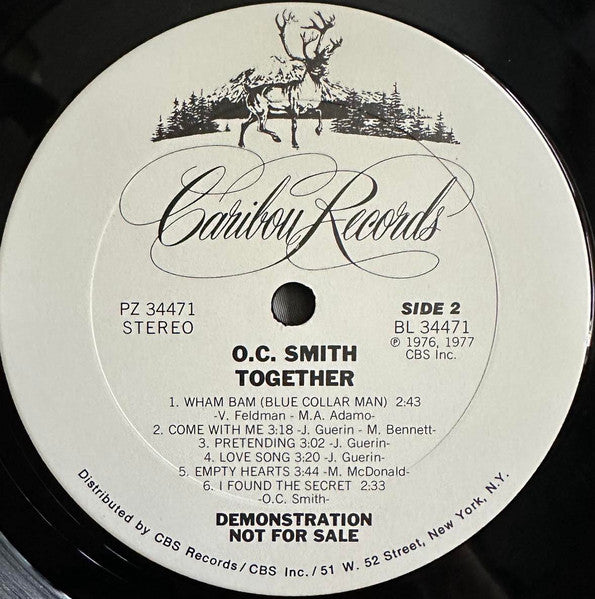 Caribou Records
PZ 34471
STEREO
SIDE 2
BL 34471
℗ 1976, 1977
CBS Inc.
O.C. SMITH
TOGETHER
1. WHAM BAM (BLUE COLLAR MAN) 2:43
-V. Feldman - M.A. Adamo-
2. COME WITH ME 3:18 -J. Guerin - M. Bennett-
3. PRETENDING 3:02 -J. Guerin-
4. LOVE SONG 3:20 -J. Guerin-
5. EMPTY HEARTS 3:44 -M. McDonald-
6. I FOUND THE SECRET 2:33
-O.C. Smith-
DEMONSTRATION
NOT FOR SALE
Distributed by CBS Records/CBS Inc./51 W. 52 Street, New York, N.Y.